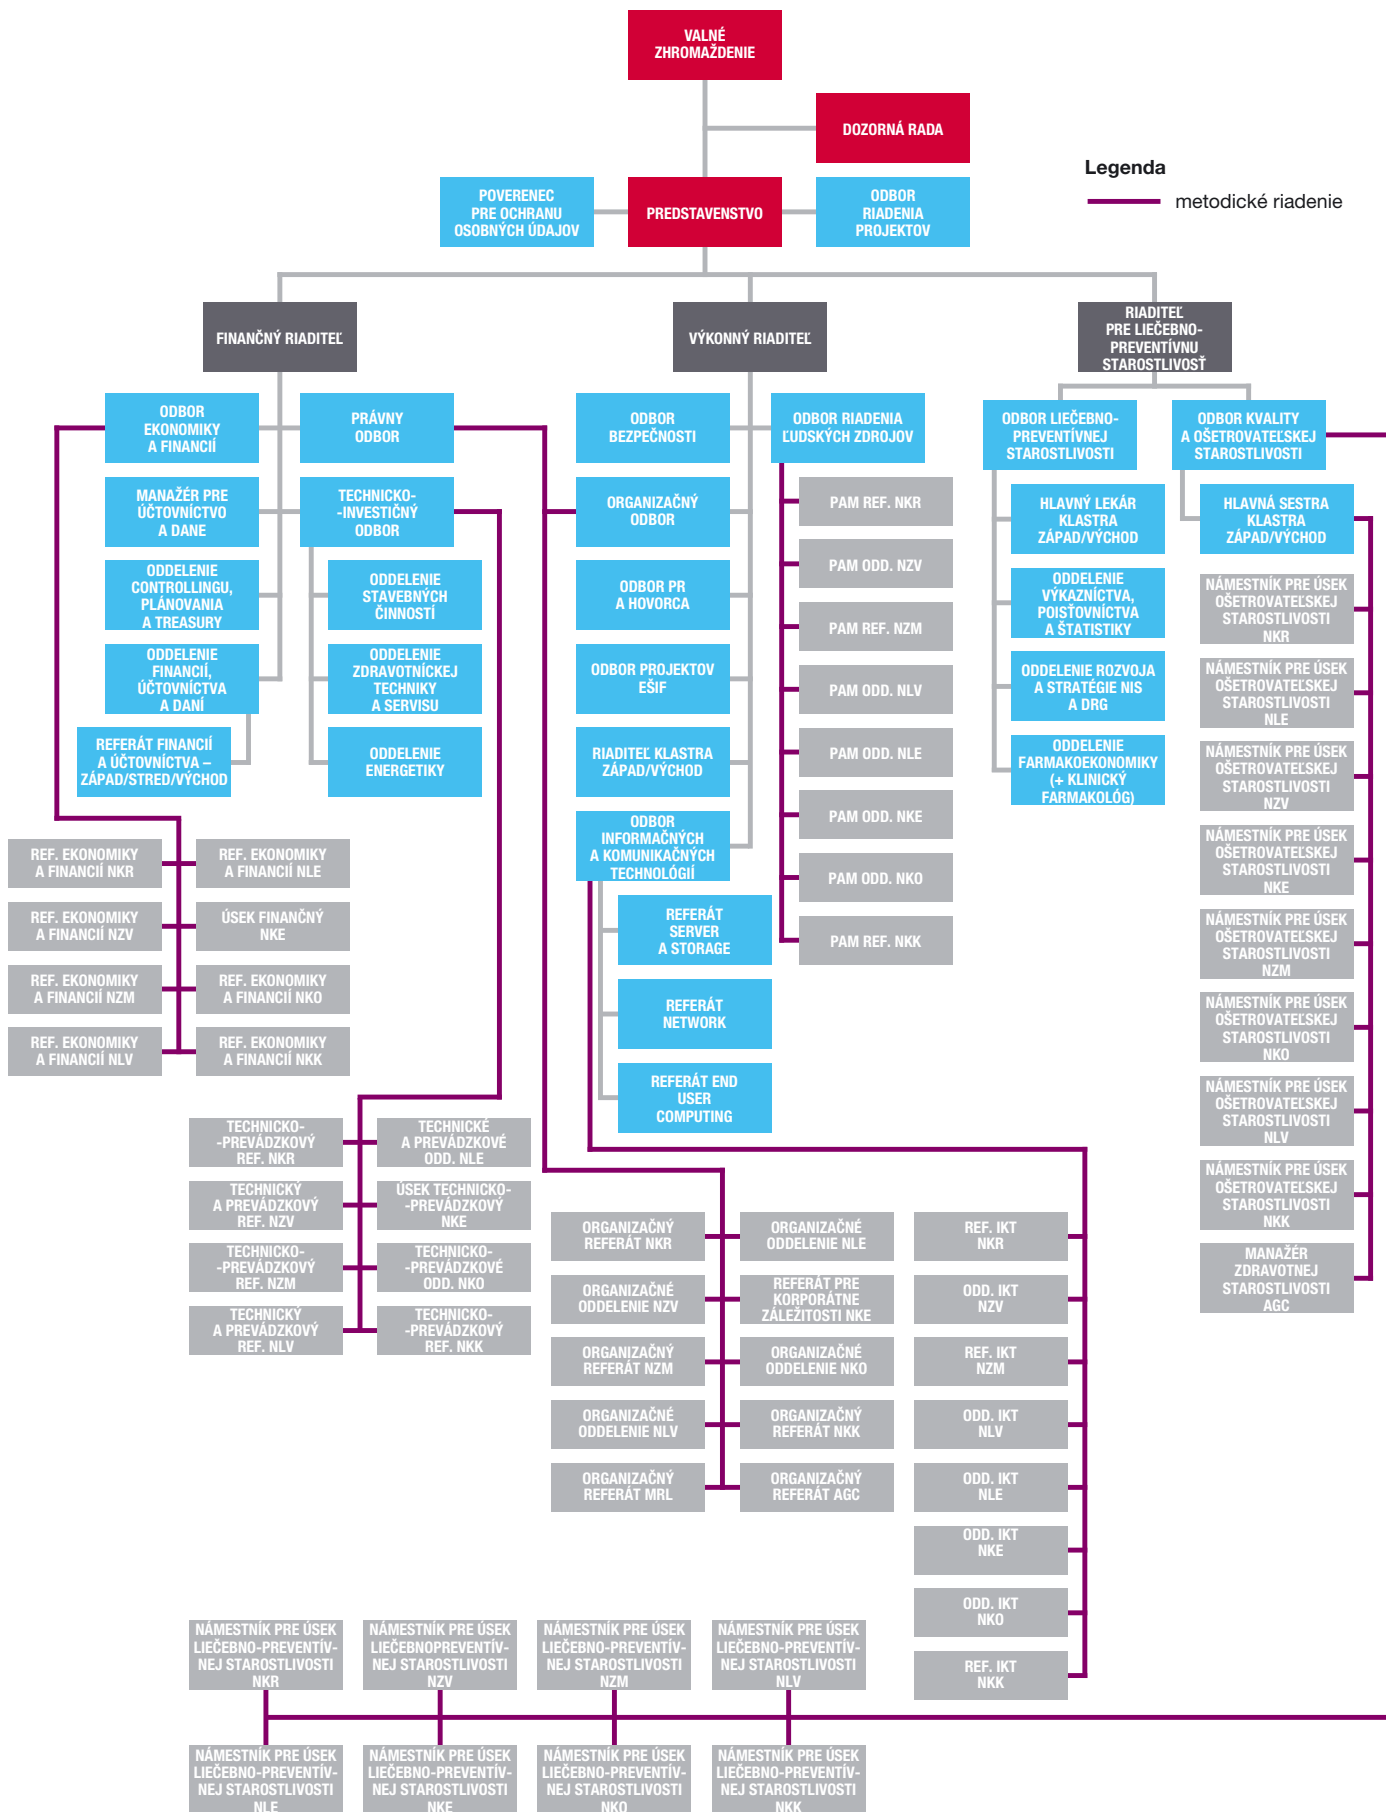 VALNÉ
ZHROMAŽDENIE
DOZORNÁ RADA
Legenda
metodické riadenie
POVERENEC
PRE OCHRANU
OSOBNÝCH ÚDAJOV
PREDSTAVENSTVO
ODBOR
RIADENIA
PROJEKTOV
FINANČNÝ RIADITEĽ
VÝKONNÝ RIADITEĽ
RIADITEĽ
PRE LIEČEBNO-
PREVENTÍVNU
STAROSTLIVOSŤ
ODBOR
EKONOMIKY
A FINANCIÍ
PRÁVNY
ODBOR
MANAŽÉR PRE
ÚČTOVNÍCTVO
A DANE
TECHNICKO-
-INVESTIČNÝ
ODBOR
ODDELENIE
CONTROLLINGU,
PLÁNOVANIA
A TREASURY
ODDELENIE
STAVEBNÝCH
ČINNOSTÍ
ODDELENIE
FINANCIÍ,
ÚČTOVNÍCTVA
A DANÍ
ODDELENIE
ZDRAVOTNÍCKEJ
TECHNIKY
A SERVISU
REFERÁT FINANCIÍ
A ÚČTOVNÍCTVA –
ZÁPAD/STRED/VÝCHOD
ODDELENIE
ENERGETIKY
REF. EKONOMIKY
A FINANCIÍ NKR
REF. EKONOMIKY
A FINANCIÍ NLE
REF. EKONOMIKY
A FINANCIÍ NZV
ÚSEK FINANČNÝ
NKE
REF. EKONOMIKY
A FINANCIÍ NZM
REF. EKONOMIKY
A FINANCIÍ NKO
REF. EKONOMIKY
A FINANCIÍ NLV
REF. EKONOMIKY
A FINANCIÍ NKK
TECHNICKO-
-PREVÁDZKOVÝ
REF. NKR
TECHNICKÉ
A PREVÁDZKOVÉ
ODD. NLE
TECHNICKÝ
A PREVÁDZKOVÝ
REF. NZV
ÚSEK TECHNICKO-
-PREVÁDZKOVÝ
NKE
TECHNICKO-
-PREVÁDZKOVÝ
REF. NZM
TECHNICKO-
-PREVÁDZKOVÉ
ODD. NKO
TECHNICKÝ
A PREVÁDZKOVÝ
REF. NLV
TECHNICKO-
-PREVÁDZKOVÝ
REF. NKK
ODBOR
BEZPEČNOSTI
ODBOR RIADENIA
ĽUDSKÝCH ZDROJOV
ORGANIZAČNÝ
ODBOR
ODBOR PR
A HOVORCA
ODBOR PROJEKTOV
EŠIF
RIADITEĽ KLASTRA
ZÁPAD/VÝCHOD
ODBOR
INFORMAČNÝCH
A KOMUNIKAČNÝCH
TECHNOLÓGIÍ
REFERÁT
SERVER
A STORAGE
REFERÁT
NETWORK
REFERÁT END
USER
COMPUTING
PAM REF. NKR
PAM ODD. NZV
PAM REF. NZM
PAM ODD. NLV
PAM ODD. NLE
PAM ODD. NKE
PAM ODD. NKO
PAM REF. NKK
ORGANIZAČNÝ
REFERÁT NKR
ORGANIZAČNÉ
ODDELENIE NLE
ORGANIZAČNÉ
ODDELENIE NZV
REFERÁT PRE
KORPORÁTNE
ZÁLEŽITOSTI NKE
ORGANIZAČNÝ
REFERÁT NZM
ORGANIZAČNÉ
ODDELENIE NKO
ORGANIZAČNÉ
ODDELENIE NLV
ORGANIZAČNÝ
REFERÁT NKK
ORGANIZAČNÝ
REFERÁT MRL
ORGANIZAČNÝ
REFERÁT AGC
REF. IKT
NKR
ODD. IKT
NZV
REF. IKT
NZM
ODD. IKT
NLV
ODD. IKT
NLE
ODD. IKT
NKE
ODD. IKT
NKO
REF. IKT
NKK
ODBOR LIEČEBNO-
PREVENTÍVNEJ
STAROSTLIVOSTI
ODBOR KVALITY
A OŠETROVATEĽSKEJ
STAROSTLIVOSTI
HLAVNÝ LEKÁR
KLASTRA
ZÁPAD/VÝCHOD
HLAVNÁ SESTRA
KLASTRA
ZÁPAD/VÝCHOD
ODDELENIE
VÝKAZNÍCTVA,
POISŤOVNÍCTVA
A ŠTATISTIKY
ODDELENIE ROZVOJA
A STRATÉGIE NIS
A DRG
ODDELENIE
FARMAKOEKONOMIKY
(+ KLINICKÝ
FARMAKOLÓG)
NÁMESTNÍK PRE ÚSEK
OŠETROVATEĽSKEJ
STAROSTLIVOSTI
NKR
NÁMESTNÍK PRE ÚSEK
OŠETROVATEĽSKEJ
STAROSTLIVOSTI
NLE
NÁMESTNÍK PRE ÚSEK
OŠETROVATEĽSKEJ
STAROSTLIVOSTI
NZV
NÁMESTNÍK PRE ÚSEK
OŠETROVATEĽSKEJ
STAROSTLIVOSTI
NKE
NÁMESTNÍK PRE ÚSEK
OŠETROVATEĽSKEJ
STAROSTLIVOSTI
NZM
NÁMESTNÍK PRE ÚSEK
OŠETROVATEĽSKEJ
STAROSTLIVOSTI
NKO
NÁMESTNÍK PRE ÚSEK
OŠETROVATEĽSKEJ
STAROSTLIVOSTI
NLV
NÁMESTNÍK PRE ÚSEK
OŠETROVATEĽSKEJ
STAROSTLIVOSTI
NKK
MANAŽÉR
ZDRAVOTNEJ
STAROSTLIVOSTI
AGC
NÁMESTNÍK PRE ÚSEK
LIEČEBNO-PREVENTÍV-
NEJ STAROSTLIVOSTI
NKR
NÁMESTNÍK PRE ÚSEK
LIEČEBNOPREVENTÍV-
NEJ STAROSTLIVOSTI
NZV
NÁMESTNÍK PRE ÚSEK
LIEČEBNO-PREVENTÍV-
NEJ STAROSTLIVOSTI
NZM
NÁMESTNÍK PRE ÚSEK
LIEČEBNO-PREVENTÍV-
NEJ STAROSTLIVOSTI
NLV
NÁMESTNÍK PRE ÚSEK
LIEČEBNO-PREVENTÍV-
NEJ STAROSTLIVOSTI
NLE
NÁMESTNÍK PRE ÚSEK
LIEČEBNO-PREVENTÍV-
NEJ STAROSTLIVOSTI
NKE
NÁMESTNÍK PRE ÚSEK
LIEČEBNO-PREVENTÍV-
NEJ STAROSTLIVOSTI
NKO
NÁMESTNÍK PRE ÚSEK
LIEČEBNO-PREVENTÍV-
NEJ STAROSTLIVOSTI
NKK